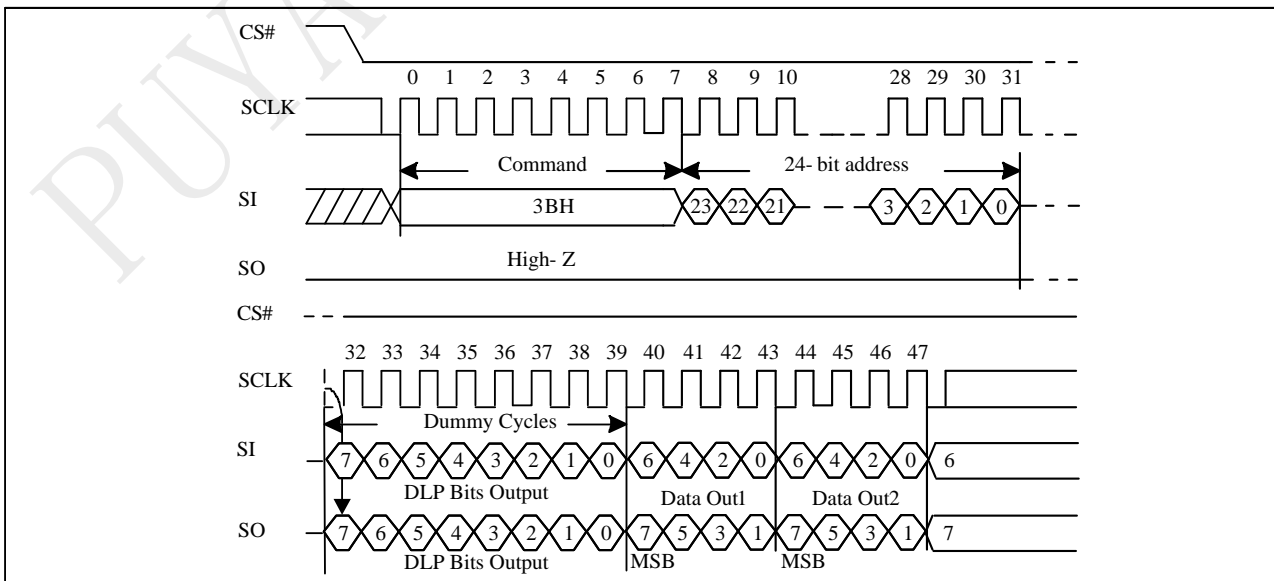 PUYA
CS#
0 1 2 3 4 5 6 7 8 9 10 28 29 30 31
SCLK
Command 24- bit address
SI 3BH 23 22 21 3 2 1 0
SO High- Z
CS#
32 33 34 35 36 37 38 39 40 41 42 43 44 45 46 47
SCLK
Dummy Cycles
SI 7 6 5 4 3 2 1 0 6 4 2 0 6 4 2 0 6
DLP Bits Output Data Out1 Data Out2
SO 7 6 5 4 3 2 1 0 7 5 3 1 7 5 3 1 7
DLP Bits Output MSB MSB